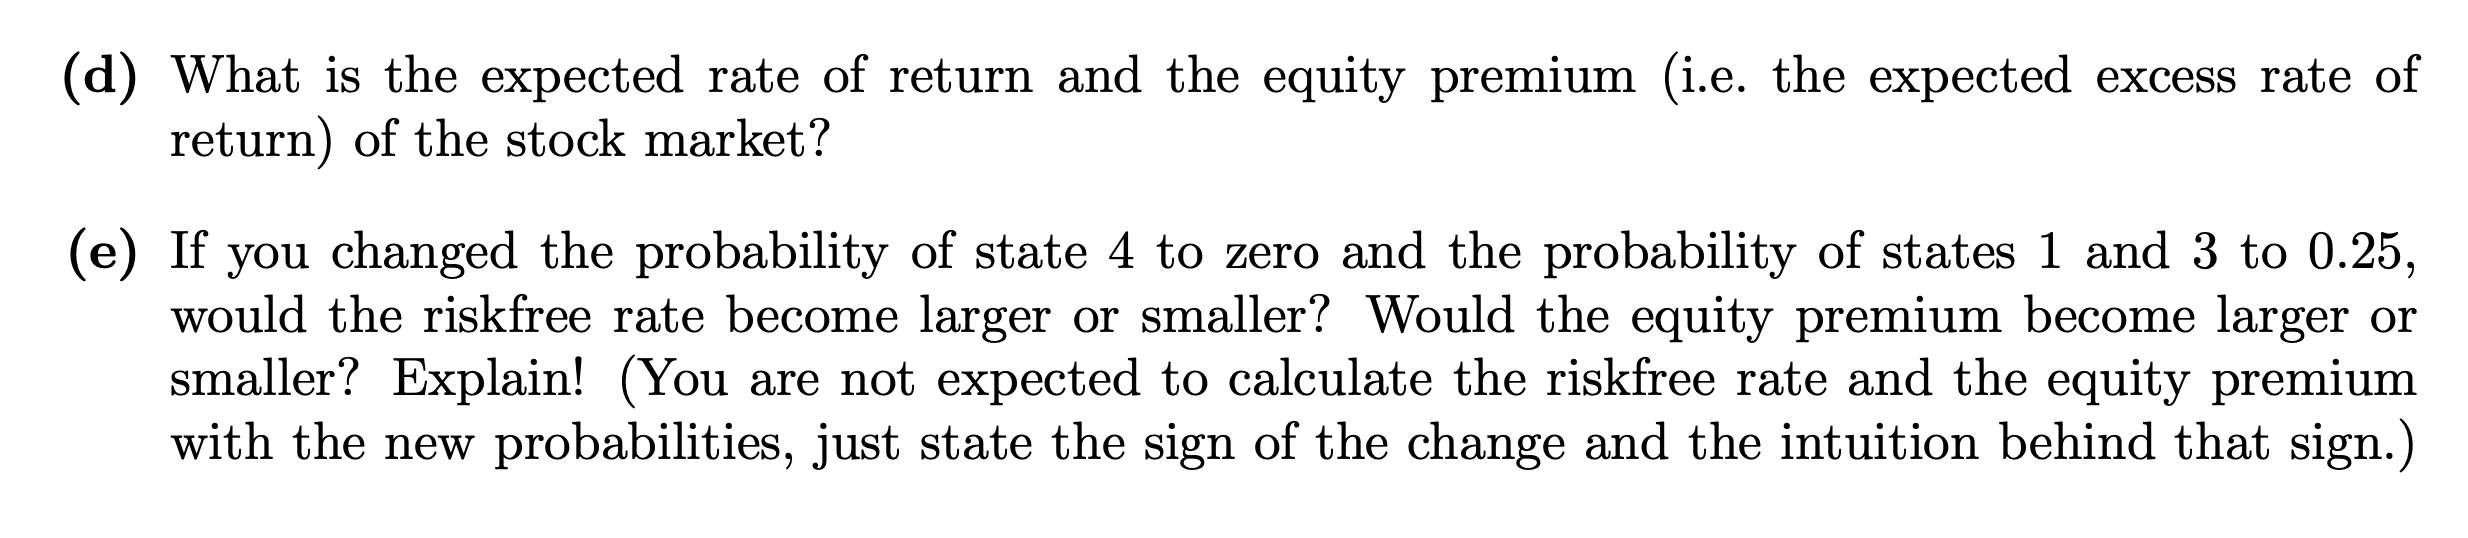 (d) What is the expected rate of return and the equity premium (i.e. the expected excess rate of
return) of the stock market?
(e) If you changed the probability of state 4 to zero and the probability of states 1 and 3 to 0.25,
would the riskfree rate become larger or smaller? Would the equity premium become larger or
smaller? Explain! (You are not expected to calculate the riskfree rate and the equity premium
with the new probabilities, just state the sign of the change and the intuition behind that sign.)